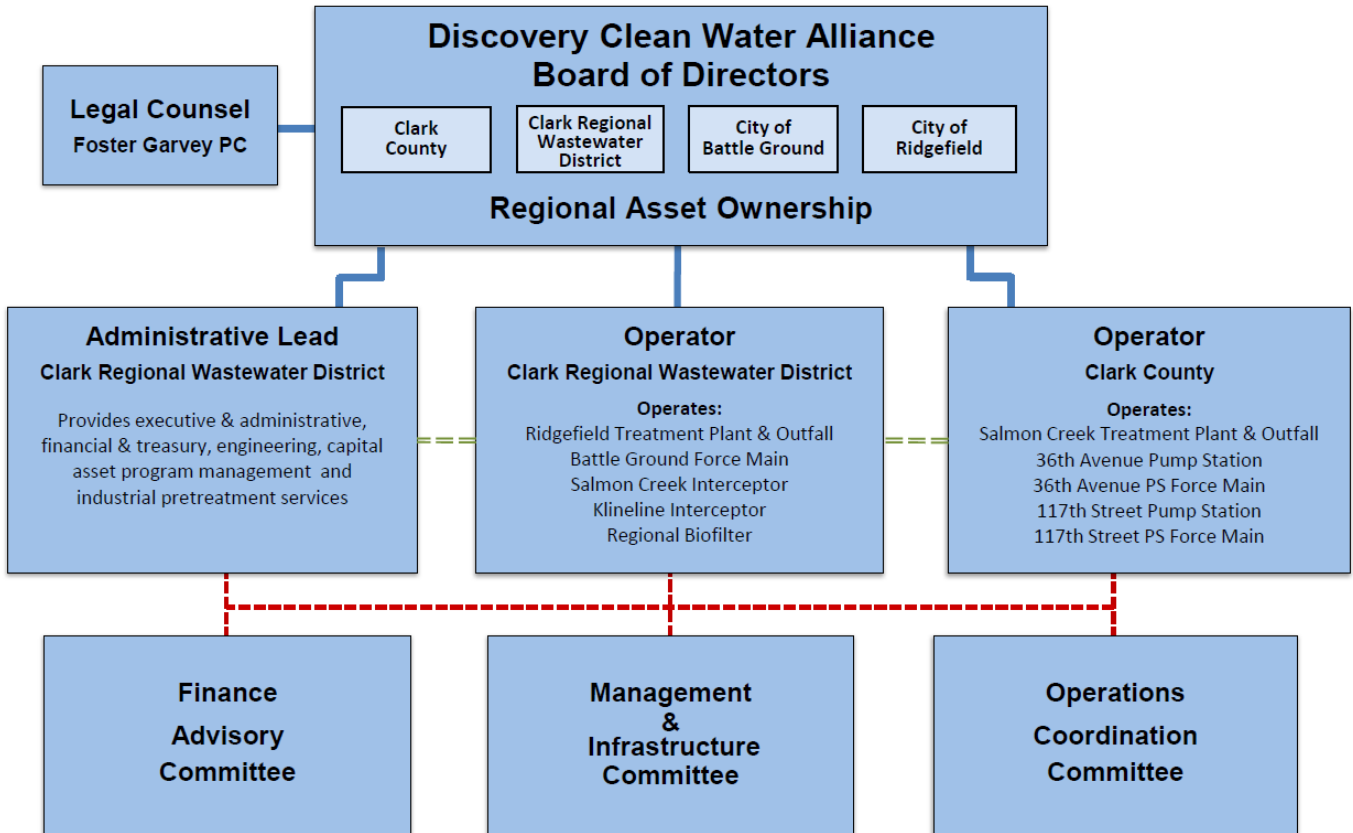 Discovery Clean Water Alliance
Board of Directors
Legal Counsel
Foster Garvey PC
Clark
County
Clark Regional
Wastewater
District
City of
Battle Ground
City of
Ridgefield
Regional Asset Ownership
Administrative Lead
Clark Regional Wastewater District
Provides executive & administrative,
financial & treasury, engineering, capital
asset program management and
industrial pretreatment services
Operator
Clark Regional Wastewater District
Operates:
Ridgefield Treatment Plant & Outfall
Battle Ground Force Main
Salmon Creek Interceptor
Klineline Interceptor
Regional Biofilter
Operator
Clark County
Operates:
Salmon Creek Treatment Plant & Outfall
36th Avenue Pump Station
36th Avenue PS Force Main
117th Street Pump Station
117th Street PS Force Main
Finance
Advisory
Committee
Management
&
Infrastructure
Committee
Operations
Coordination
Committee